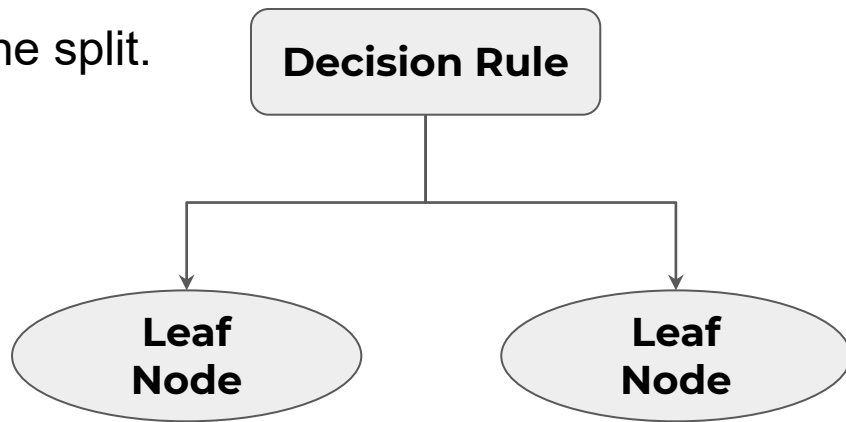 he split.
Decision Rule
Leaf
Node
Leaf
Node